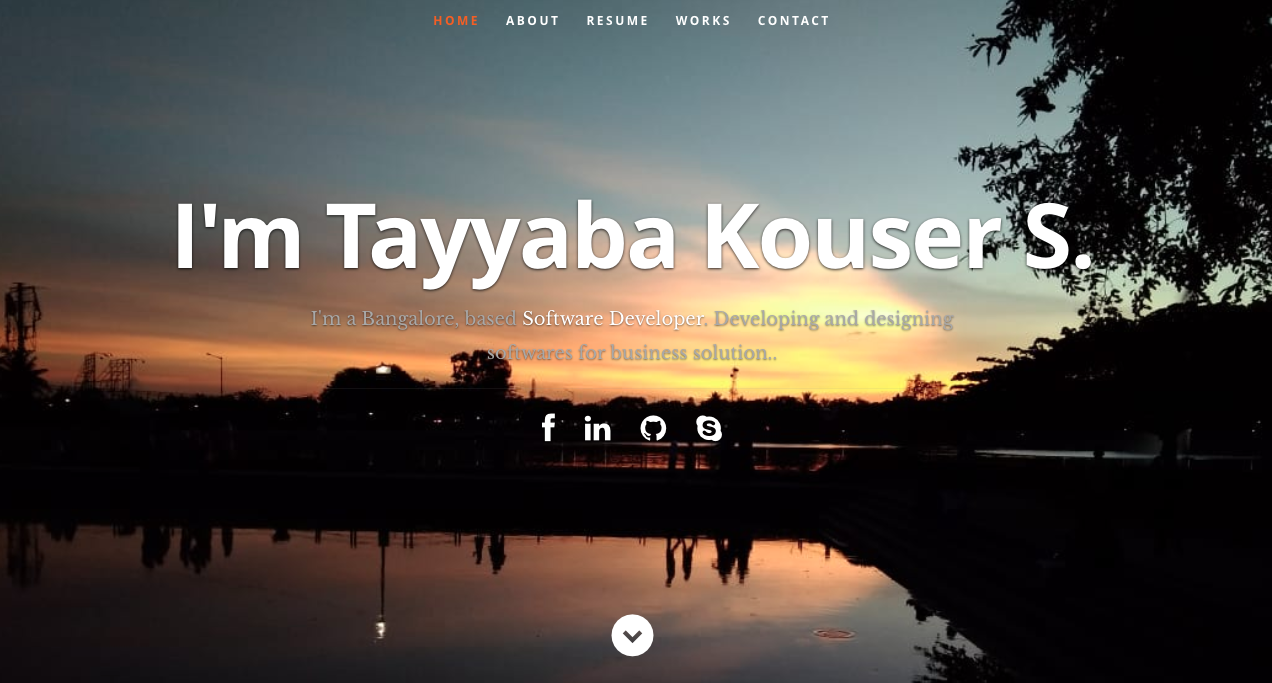 HOME ABOUT RESUME WORKS CONTACT
I'm Tayyaba Kouser S.
I'm a Bangalore, based Software Developer. Developing and designing
softwares for business solution..